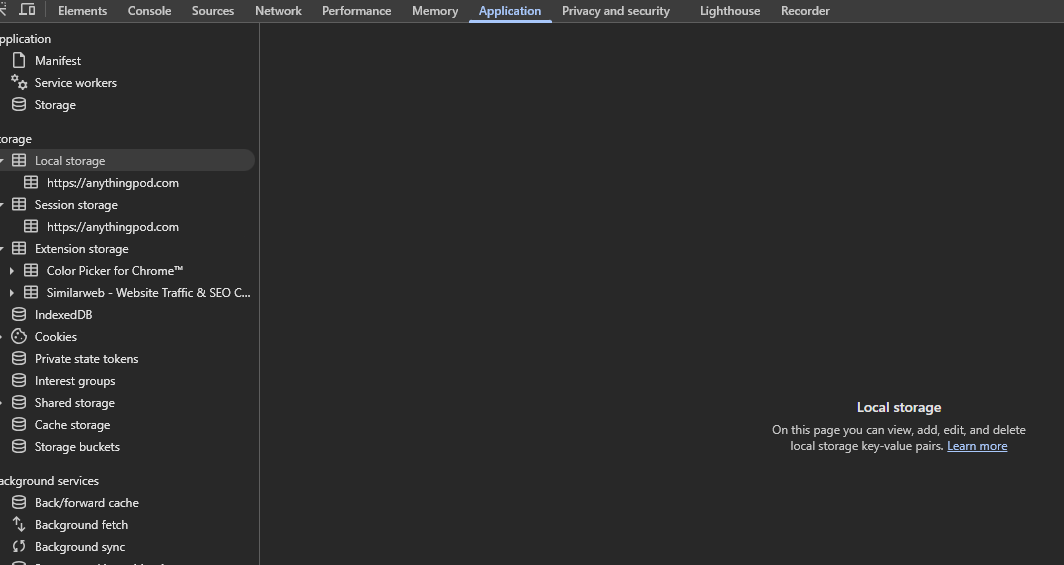 Elements Console Sources Network Performance Memory Application Privacy and security Lighthouse Recorder
pplication
Manifest
Service workers
Storage
torage
Local storage
https://anythingpod.com
Session storage
https://anythingpod.com
Extension storage
Color Picker for Chrome™
Similarweb - Website Traffic & SEO C...
IndexedDB
Cookies
Private state tokens
Interest groups
Shared storage
Cache storage
Storage buckets
ackground services
Back/forward cache
Background fetch
Background sync
Local storage
On this page you can view, add, edit, and delete
local storage key-value pairs. Learn more